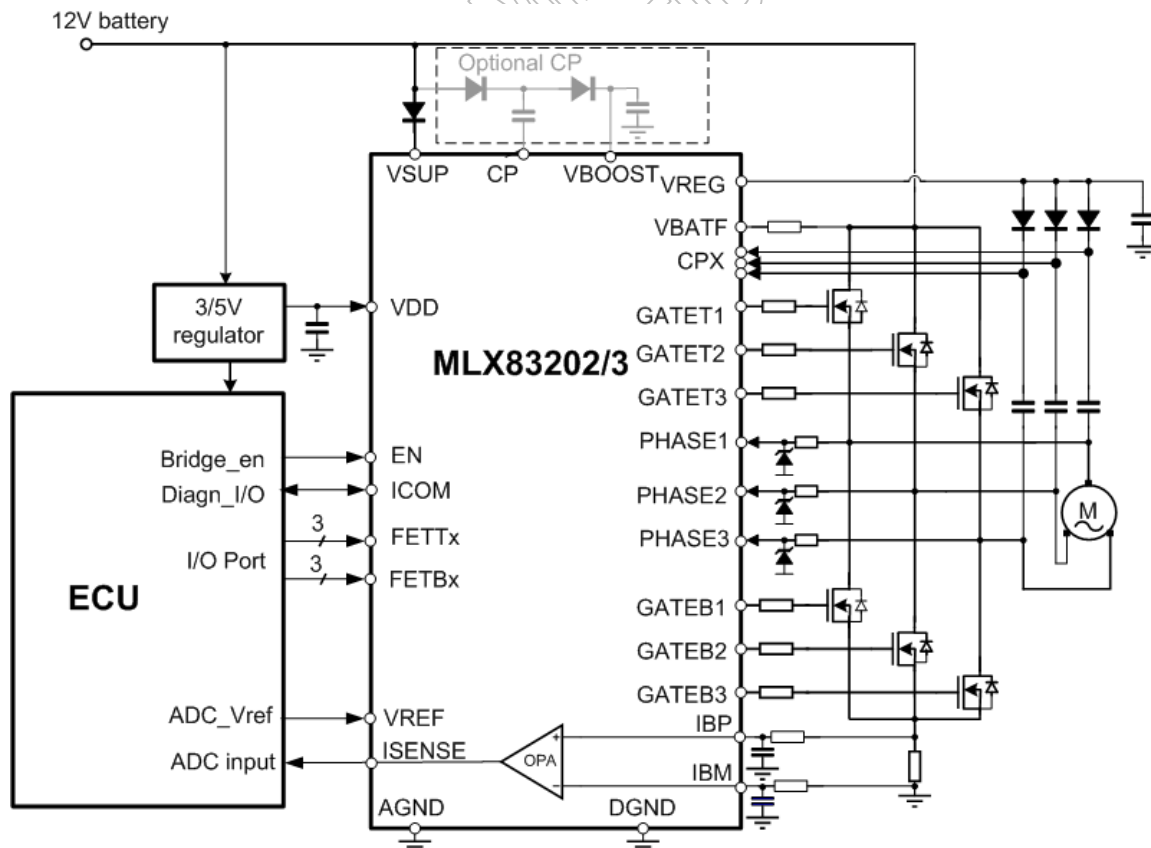 12V battery
Optional CP
VSUP
CP
VBOOST
VREG
VBATF
CPX
3/5V
regulator
VDD
GATET1
GATET2
GATET3
MLX83202/3
PHASE1
PHASE2
PHASE3
M
Bridge_en
EN
Diagn_I/O
ICOM
3
FETTx
I/O Port
3
FETBx
ECU
GATEB1
GATEB2
GATEB3
ADC_Vref
VREF
IBP
ADC input
ISENSE
+
OPA
−
IBM
AGND
DGND